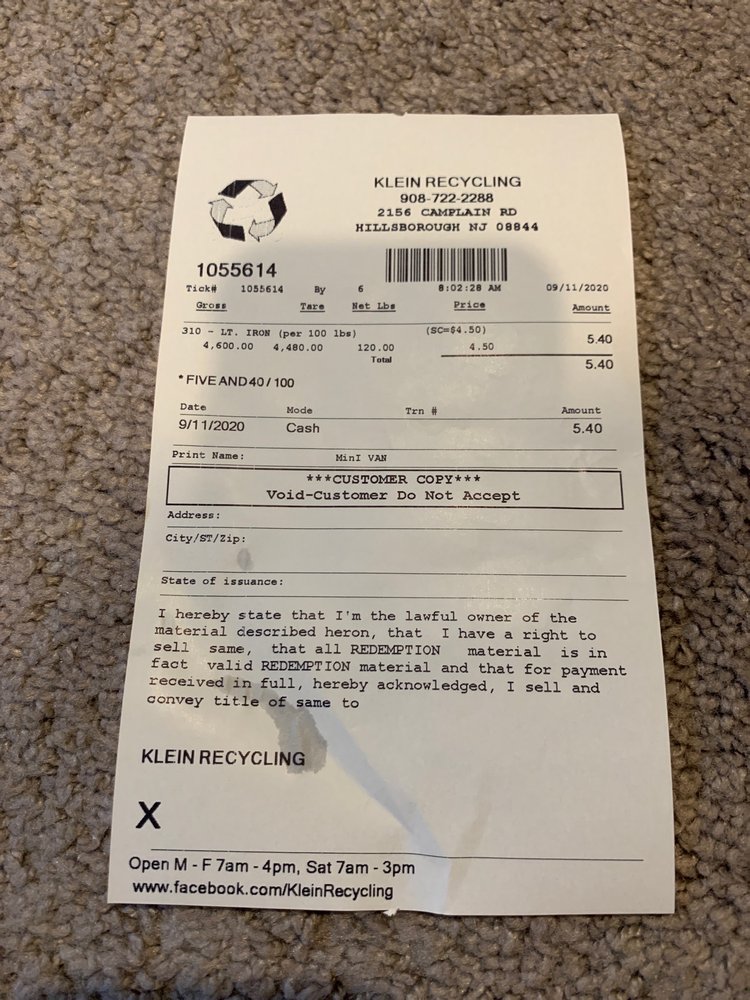 KLEIN RECYCLING
908-722-2288
2156 CAMPLAIN RD
HILLSBOROUGH NJ 08844
1055614
Tick# 1055614 By 6 8:02:28 AM 09/11/2020
Gross Tare Net Lbs Price Amount
310 - LT. IRON (per 100 lbs) (SC=$4.50)
4,600.00 4,480.00 120.00 4.50 5.40
Total 5.40
* FIVE AND 40 / 100
Date Mode Trn # Amount
9/11/2020 Cash 5.40
Print Name: MinI VAN
***CUSTOMER COPY***
Void-Customer Do Not Accept
Address:
City/ST/Zip:
State of issuance:
I hereby state that I'm the lawful owner of the
material described heron, that I have a right to
sell same, that all REDEMPTION material is in
fact valid REDEMPTION material and that for payment
received in full, hereby acknowledged, I sell and
convey title of same to
KLEIN RECYCLING
X
Open M - F 7am - 4pm, Sat 7am - 3pm
www.facebook.com/KleinRecycling